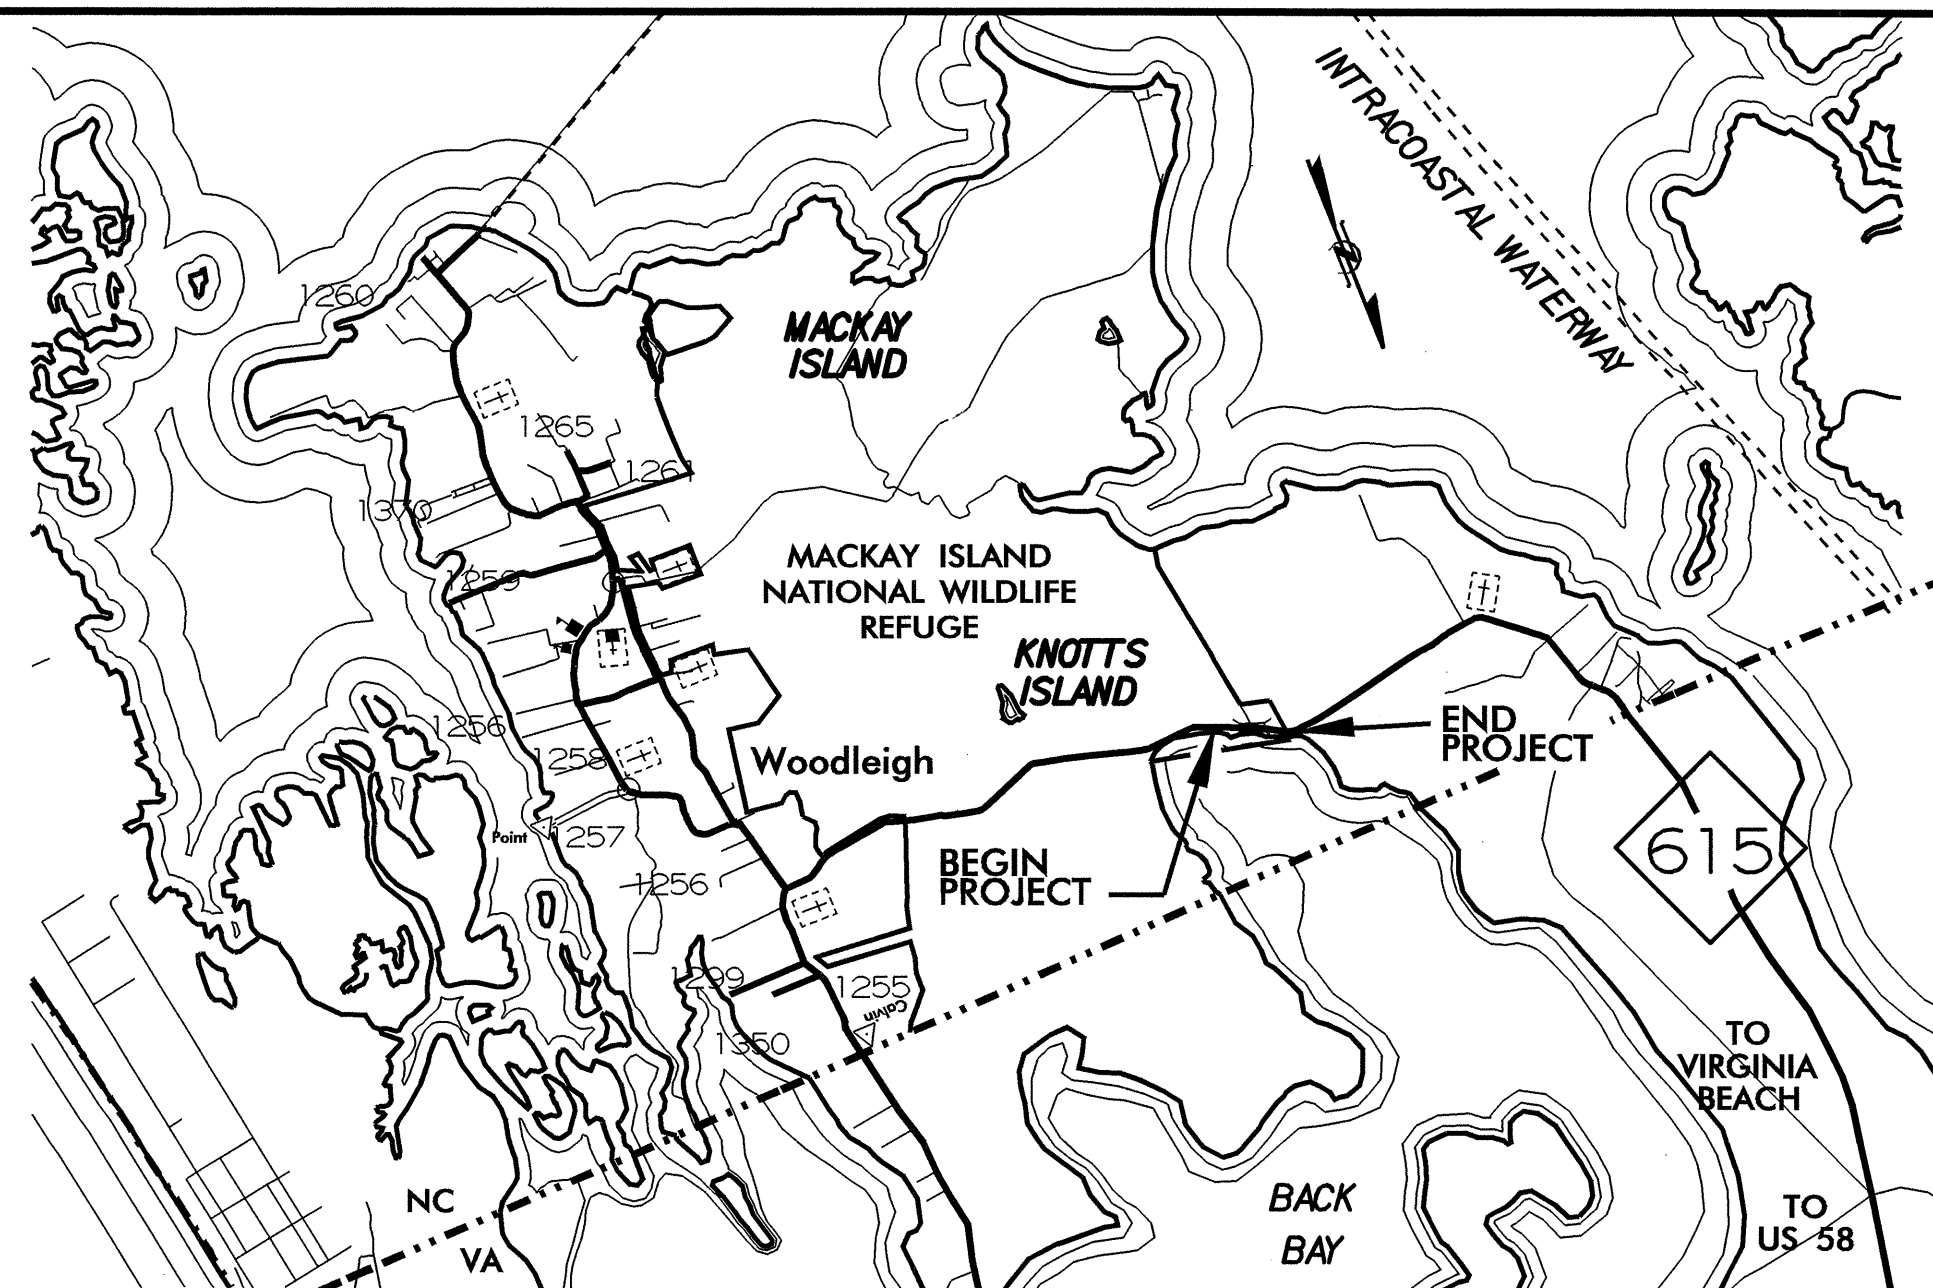 INTRACOASTAL WATERWAY
N
1260
MACKAY
ISLAND
1265
1261
1370
MACKAY ISLAND
NATIONAL WILDLIFE
REFUGE
1259
KNOTTS
ISLAND
1256
END
PROJECT
1258
Woodleigh
Point
1257
615
BEGIN
PROJECT
1256
1299
1255
Calvin
1350
TO
VIRGINIA
BEACH
NC
VA
BACK
BAY
TO
US 58